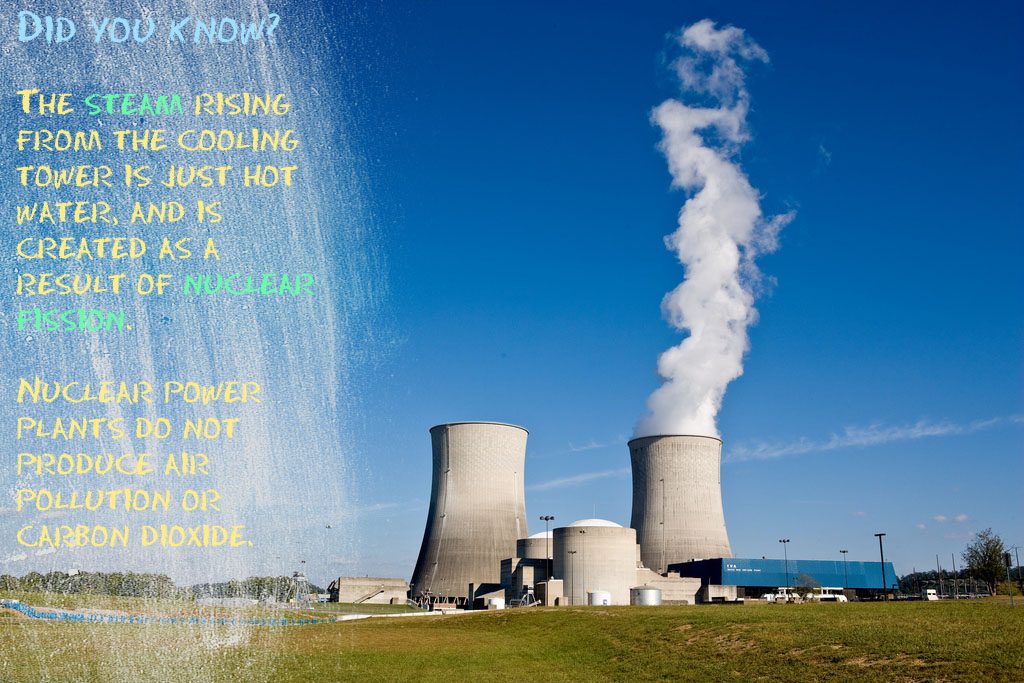 Did you know?
The steam rising
from the cooling
tower is just hot
water, and is
created as a
result of nuclear
fission.
Nuclear power
plants do not
produce air
pollution or
carbon dioxide.
TVA